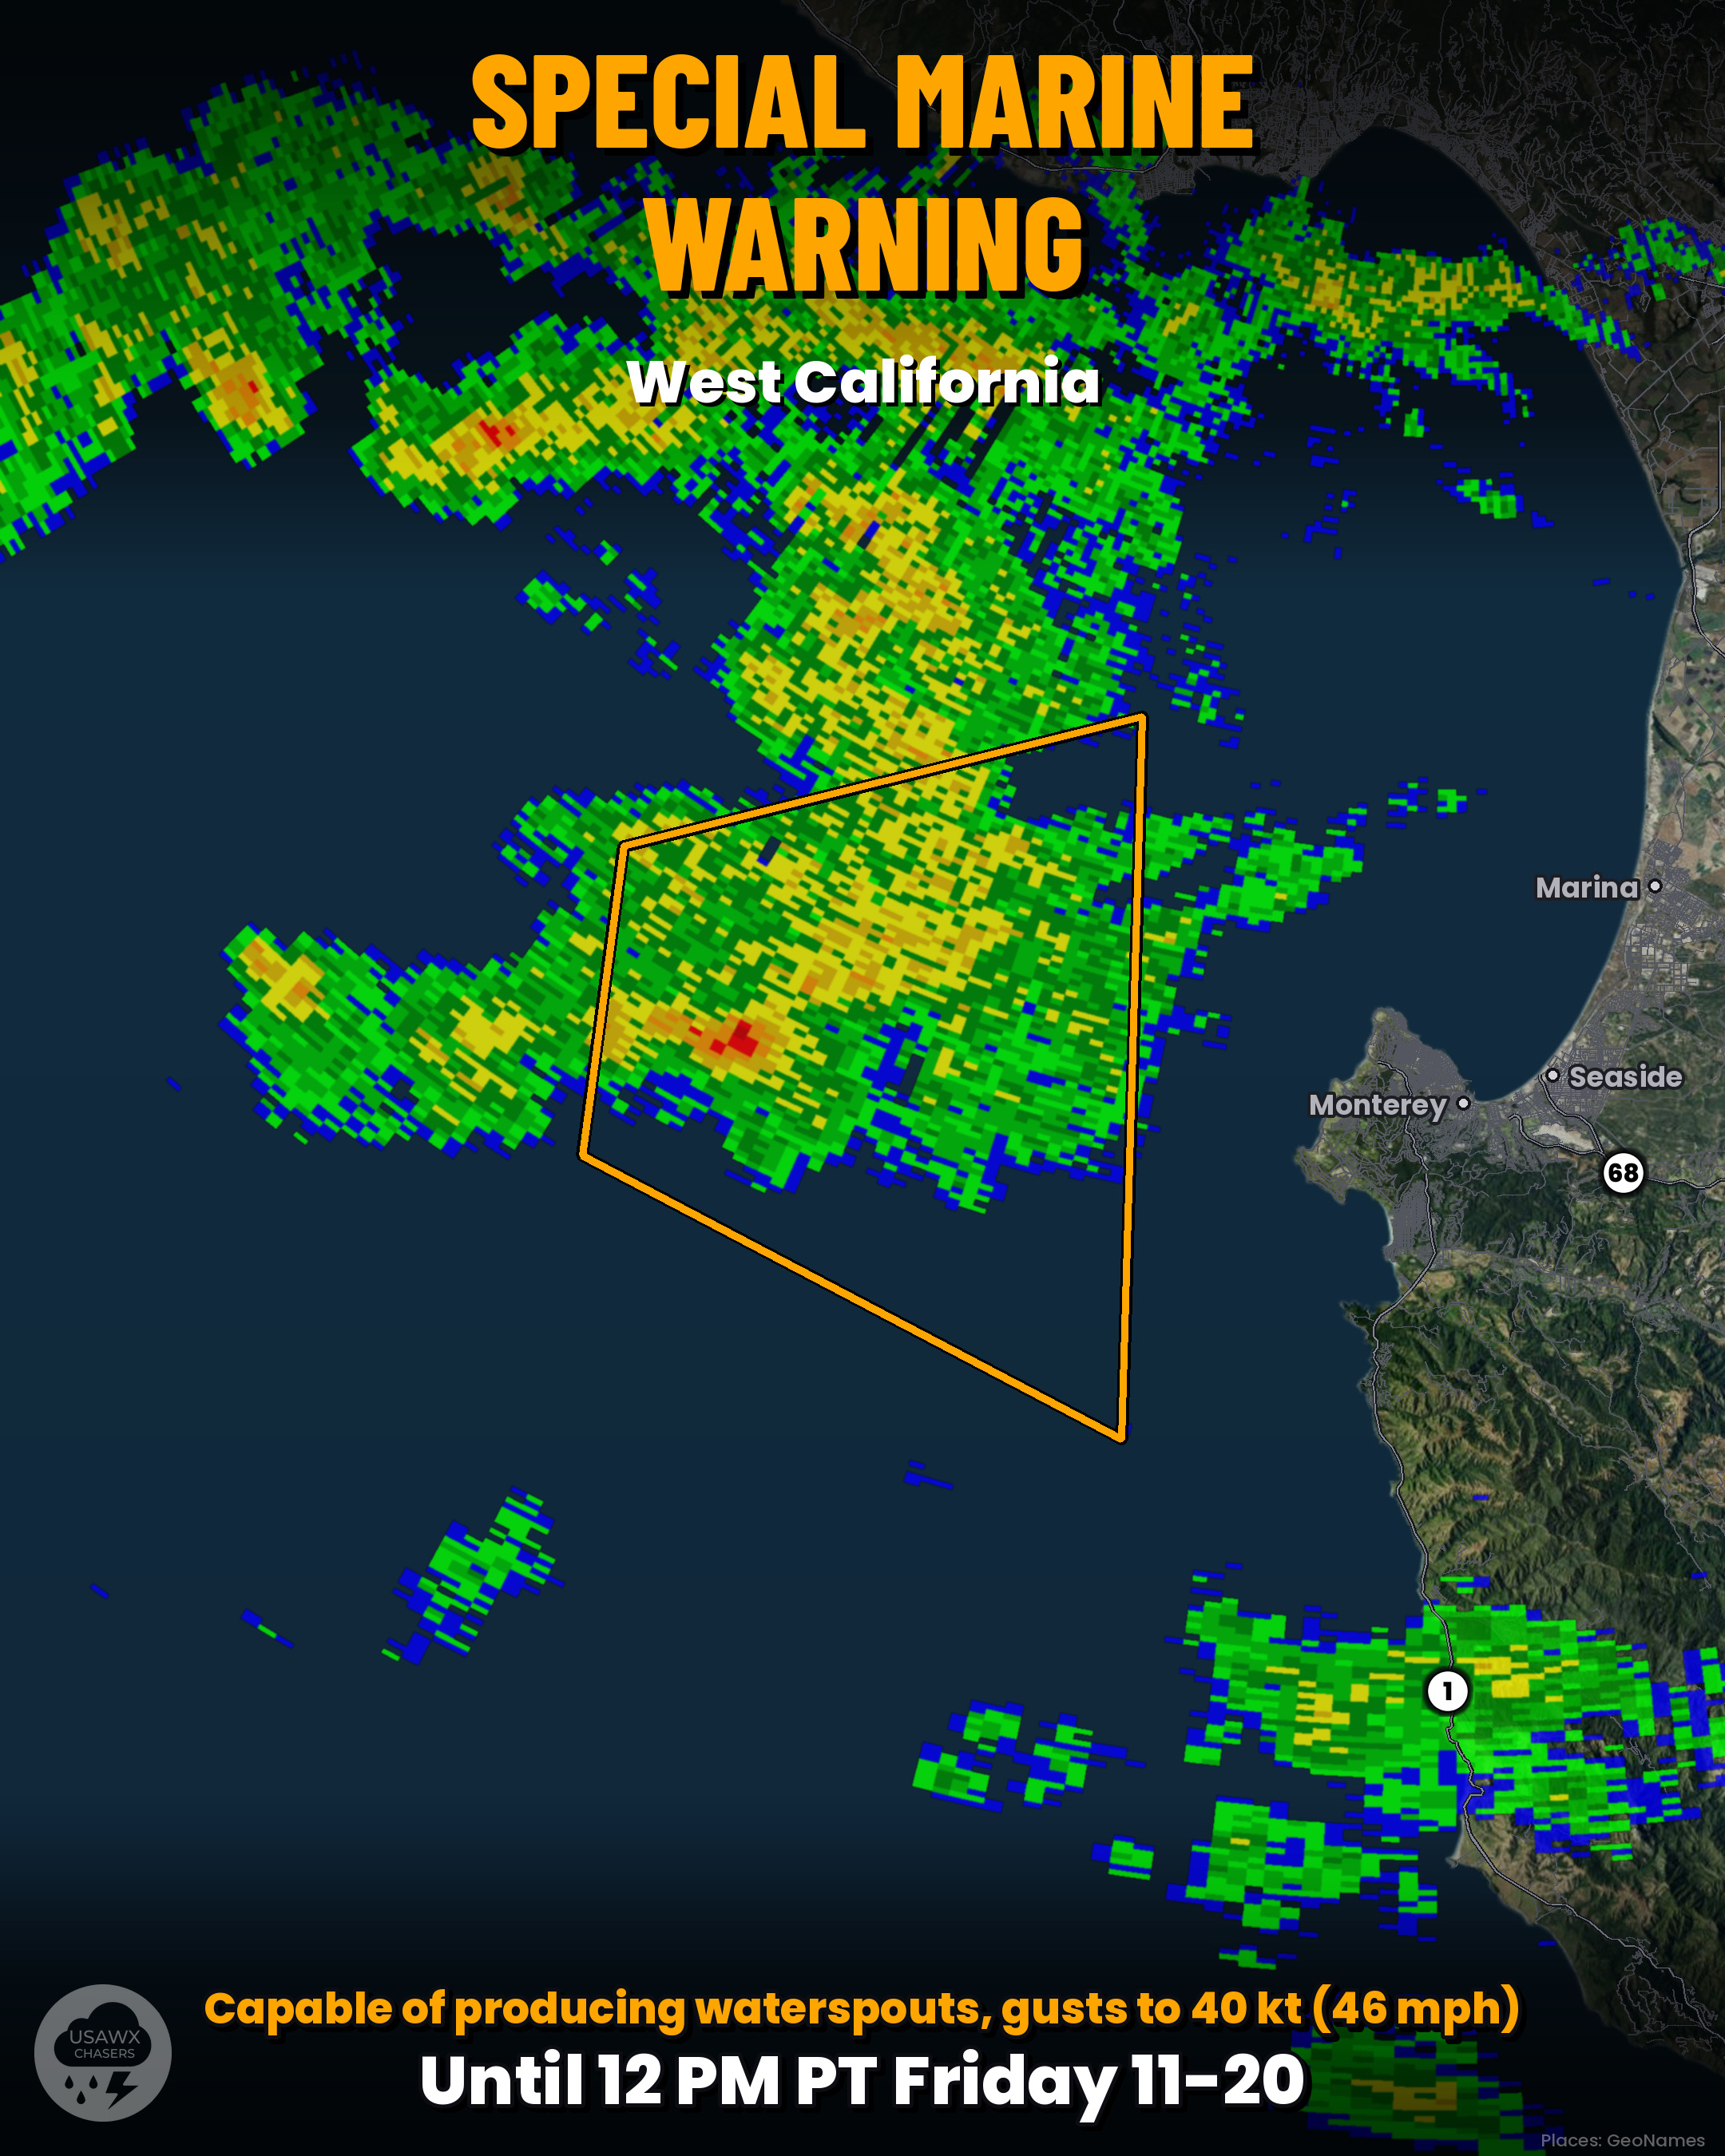 SPECIAL MARINE
WARNING
West California
Marina
Seaside
Monterey
68
1
Capable of producing waterspouts, gusts to 40 kt (46 mph)
USAWX
CHASERS
Until 12 PM PT Friday 11-20
Places: GeoNames